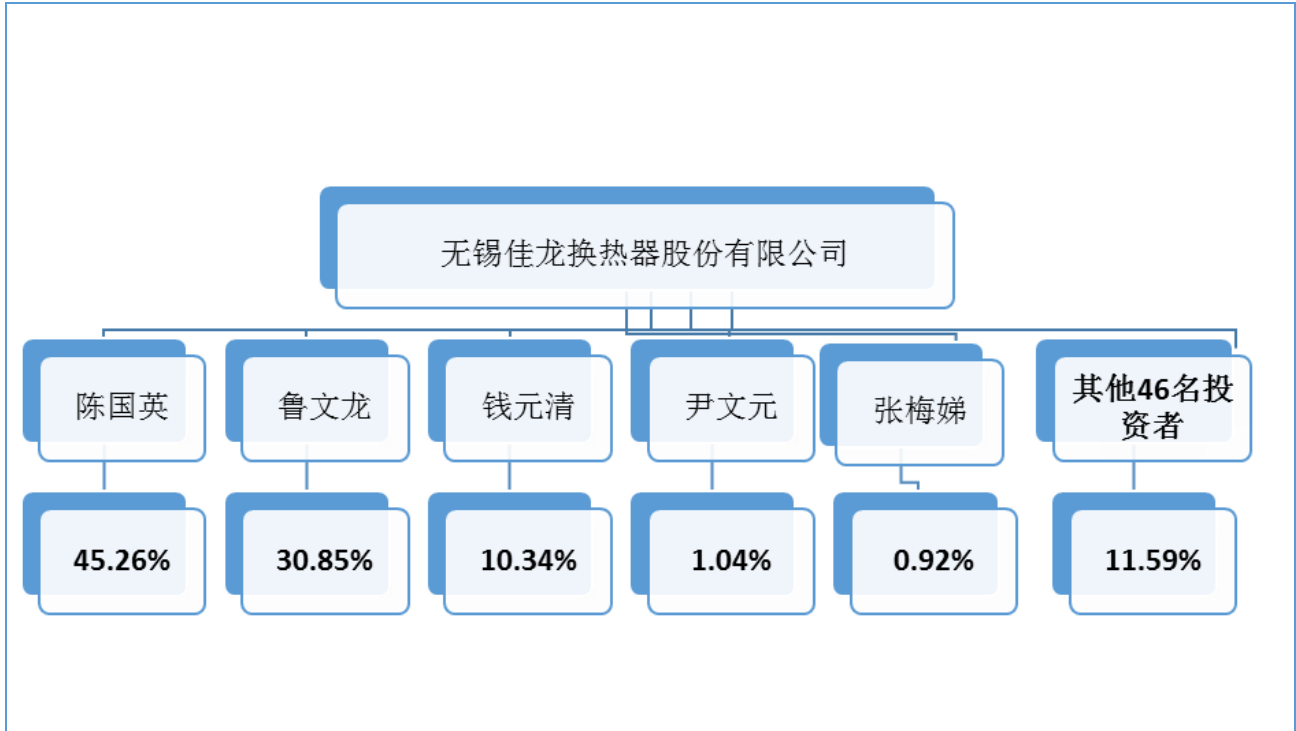 无锡佳龙换热器股份有限公司
陈国英
鲁文龙
钱元清
尹文元
张梅娣
其他46名投
资者
45.26%
30.85%
10.34%
1.04%
0.92%
11.59%